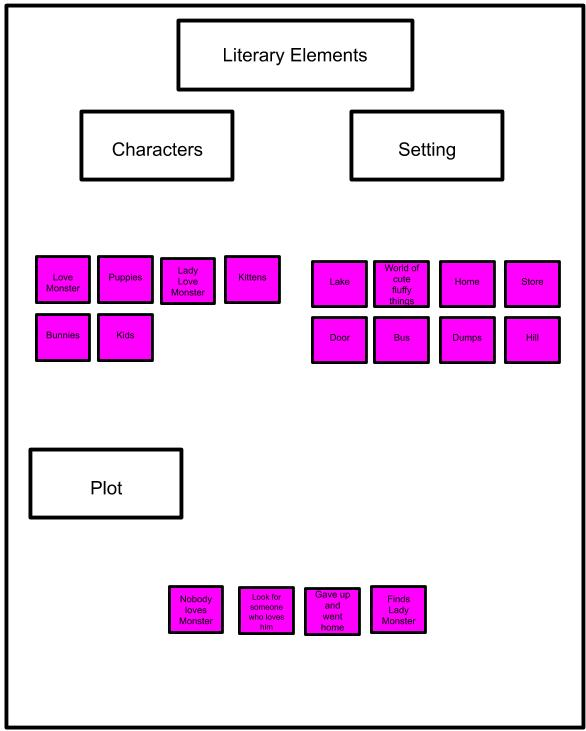 Literary Elements
Characters
Setting
Love
Monster
Puppies
Lady
Love
Monster
Kittens
Bunnies
Kids
Lake
World of
cute
fluffy
things
Home
Store
Door
Bus
Dumps
Hill
Plot
Nobody
loves
Monster
Look for
someone
who loves
him
Gave up
and
went
home
Finds
Lady
Monster